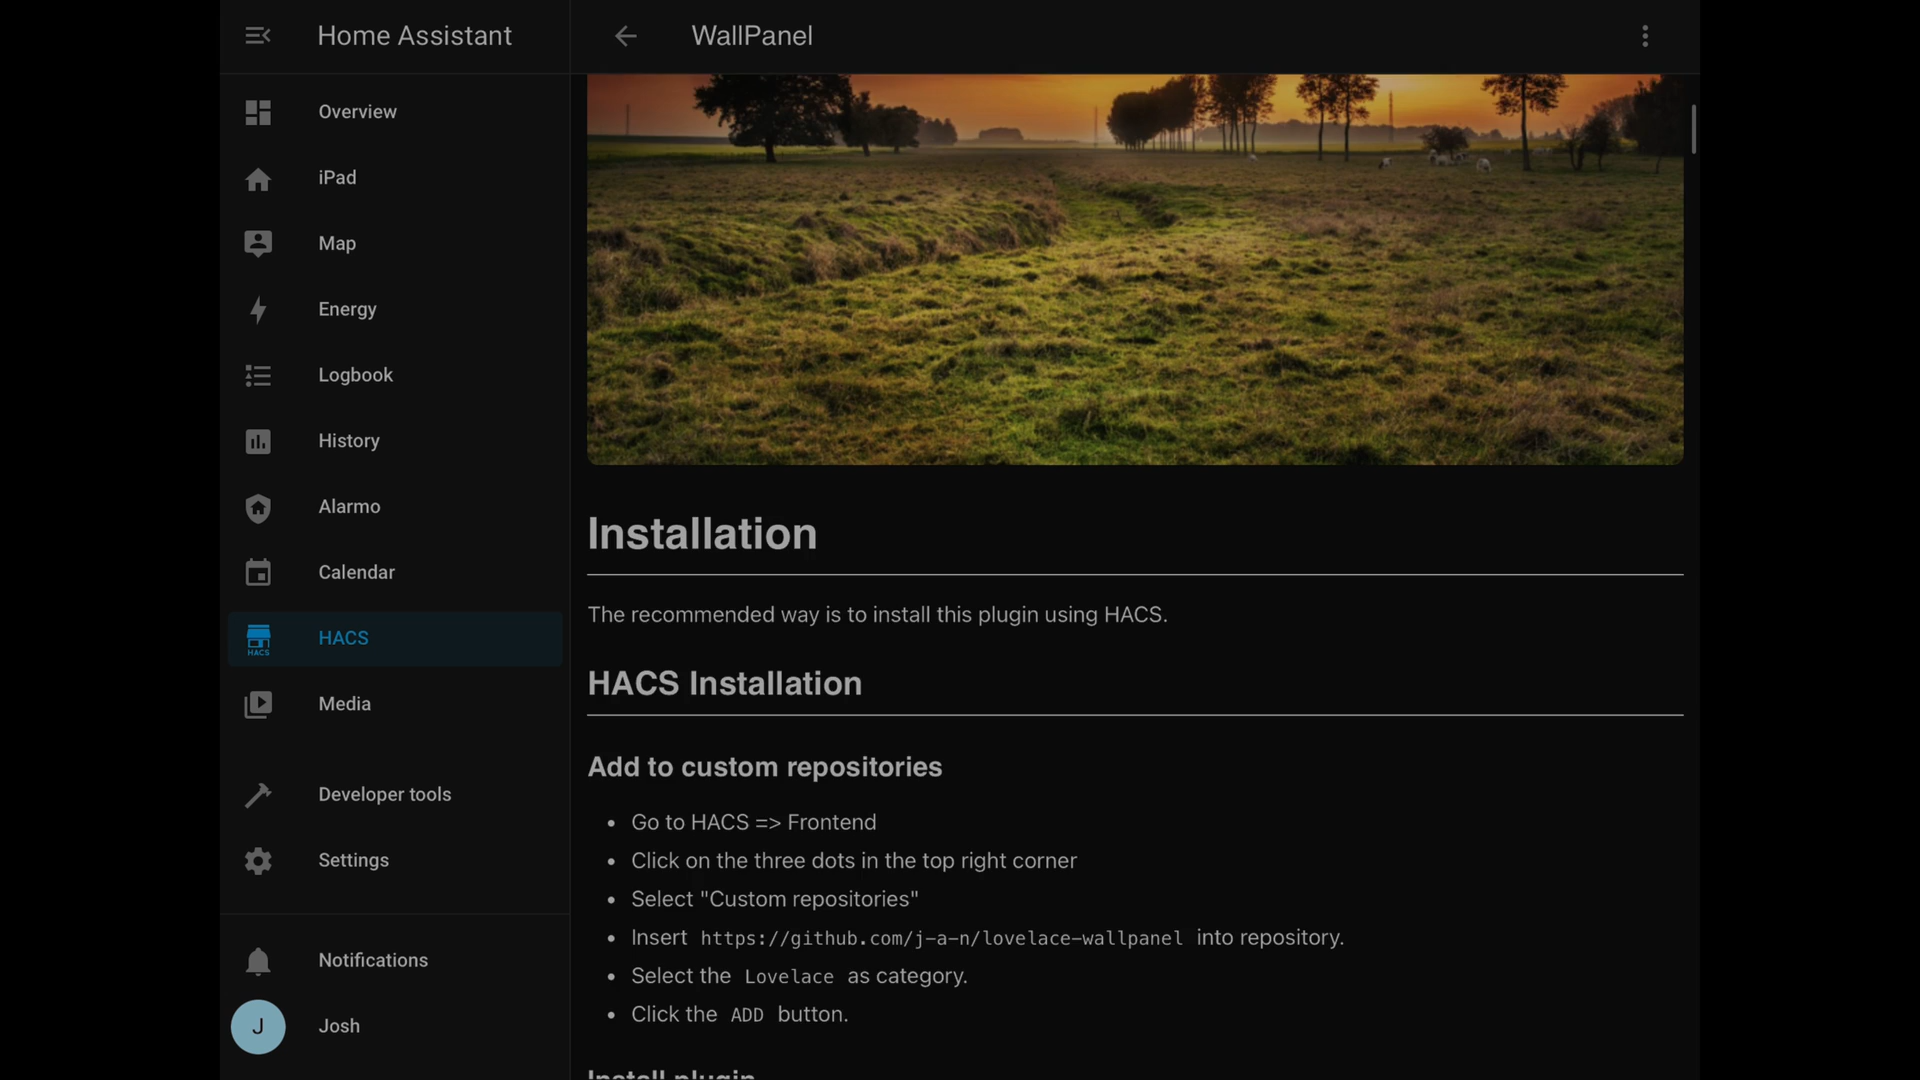 Home Assistant
WallPanel
Overview
iPad
Map
Energy
Logbook
History
Alarmo
Calendar
HACS
HACS
Media
Developer tools
Settings
Notifications
J
Josh
Installation
The recommended way is to install this plugin using HACS.
HACS Installation
Add to custom repositories
• Go to HACS => Frontend
• Click on the three dots in the top right corner
• Select "Custom repositories"
• Insert https://github.com/j-a-n/lovelace-wallpanel into repository.
• Select the Lovelace as category.
• Click the ADD button.
Install plugin